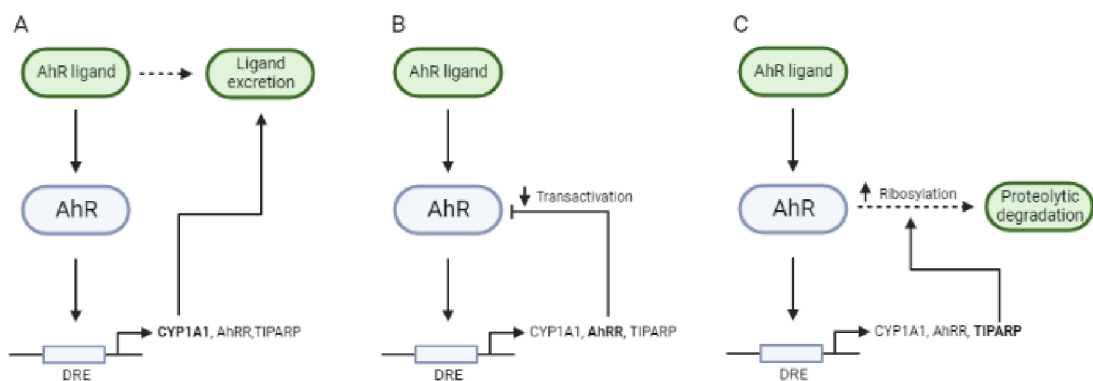 A
AhR ligand
Ligand
excretion
AhR
CYP1A1, AhRR,TIPARP
DRE
B
AhR ligand
AhR
Transactivation
CYP1A1, AhRR, TIPARP
DRE
C
AhR ligand
AhR
Ribosylation
Proteolytic
degradation
CYP1A1, AhRR, TIPARP
DRE